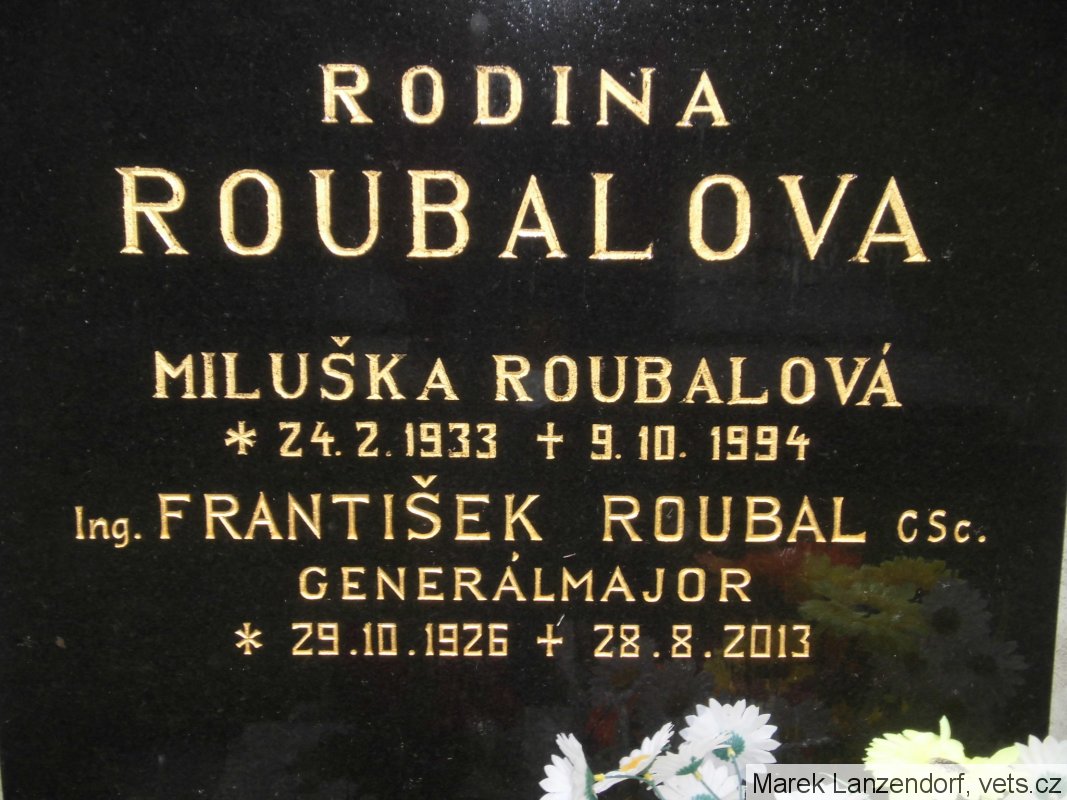 RODINA
ROUBALOVA
MILUŠKA ROUBALOVÁ
* 24.2.1933 + 9.10.1994
Ing. FRANTIŠEK ROUBAL CSc.
GENERÁLMAJOR
* 29.10.1926 + 28.8.2013
Marek Lanzendorf, vets.cz